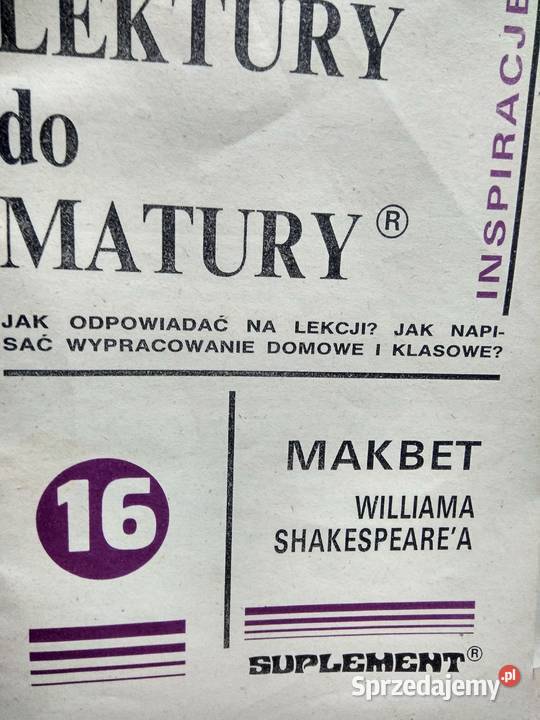 LEKTURY
do
MATURY®
INSPIRACJE
JAK ODPOWIADAĆ NA LEKCJI? JAK NAPI-
SAĆ WYPRACOWANIE DOMOWE I KLASOWE?
16
MAKBET
WILLIAMA
SHAKESPEARE'A
SUPLEMENT®
Sprzedajemy.pl